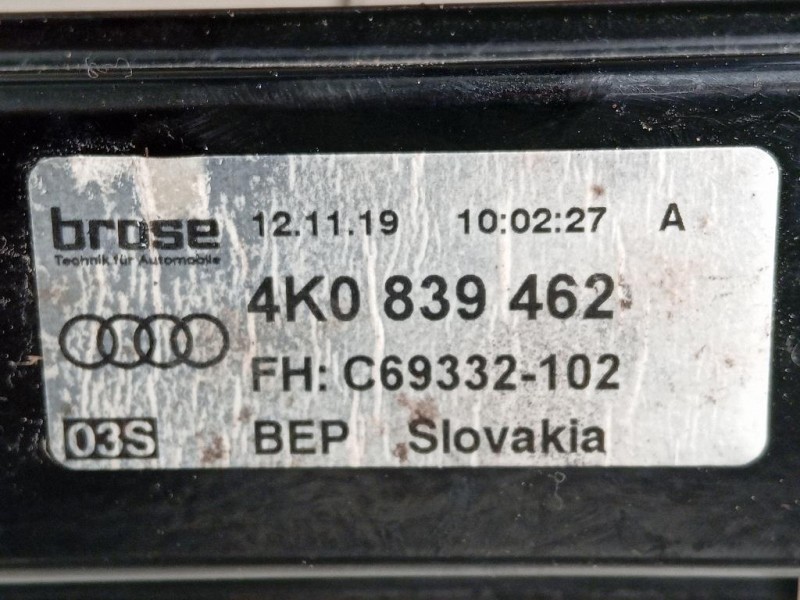 brose 12.11.19 10:02:27 A
Technik für Automobile
4K0 839 462
FH: C69332-102
03S BEP Slovakia